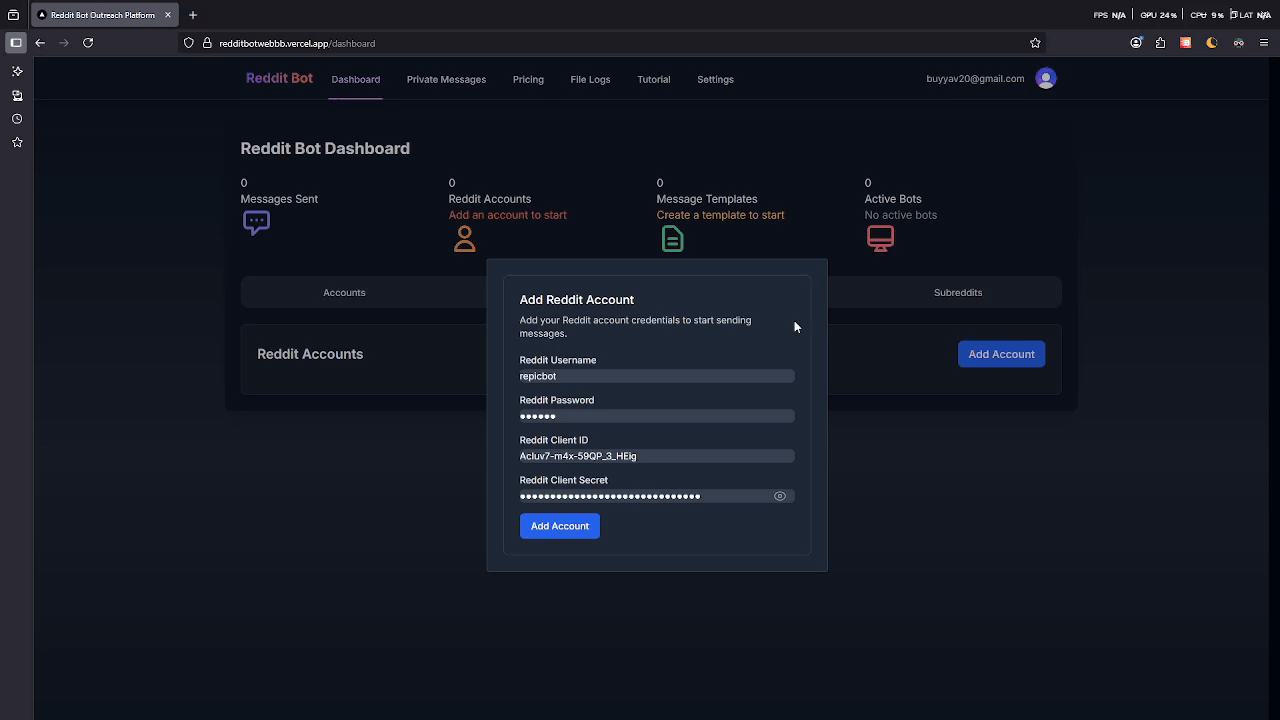 Reddit Bot Outreach Platform
FPS N/A GPU 24% CPU 9% LAT N/A
redditbotwebbb.vercel.app/dashboard
Reddit Bot Dashboard Private Messages Pricing File Logs Tutorial Settings buyyav20@gmail.com
Reddit Bot Dashboard
0 0 0 0
Messages Sent Reddit Accounts Message Templates Active Bots
Add an account to start Create a template to start No active bots
Accounts Subreddits
Reddit Accounts Add Account
Add Reddit Account
Add your Reddit account credentials to start sending
messages.
Reddit Username
repicbot
Reddit Password
••••••
Reddit Client ID
Acluv7-m4x-59QP_3_HEig
Reddit Client Secret
••••••••••••••••••••••••••••••
Add Account